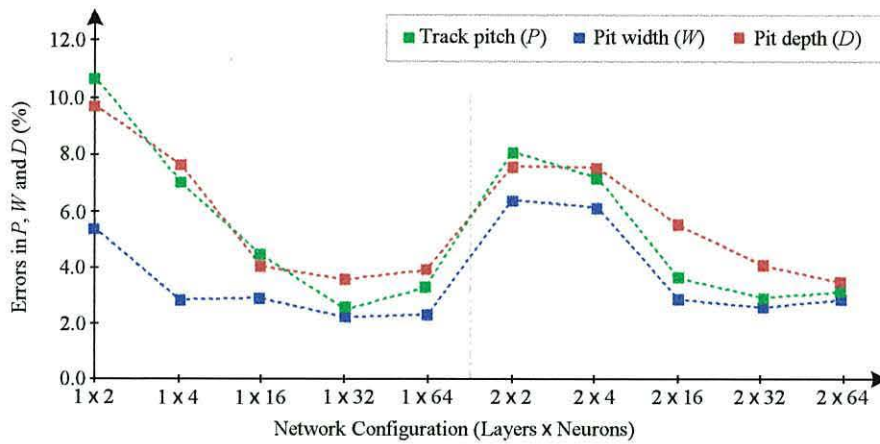 Track pitch (P) Pit width (W) Pit depth (D)
Errors in P, W and D (%)
12.0
10.0
8.0
6.0
4.0
2.0
0.0
1 x 2 1 x 4 1 x 16 1 x 32 1 x 64 2 x 2 2 x 4 2 x 16 2 x 32 2 x 64
Network Configuration (Layers x Neurons)